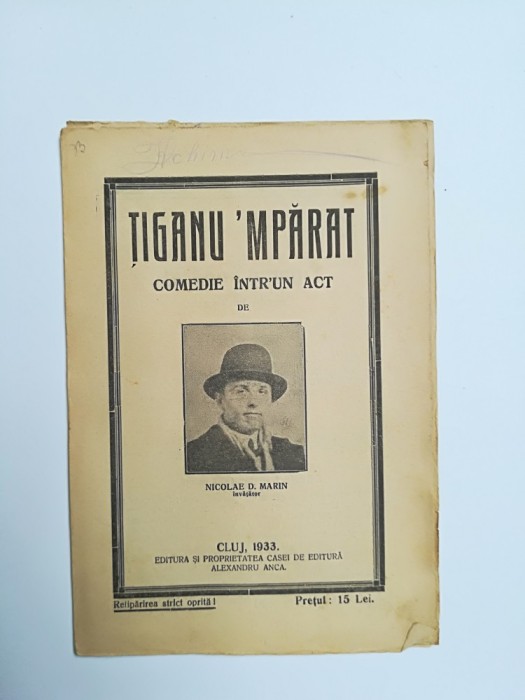 ȚIGANU 'MPĂRAT
COMEDIE ÎNTR'UN ACT
DE
NICOLAE D. MARIN
învățător
CLUJ, 1933.
EDITURA ȘI PROPRIETATEA CASEI DE EDITURĂ
ALEXANDRU ANCA.
Retipărirea strict oprită!
Prețul: 15 Lei.